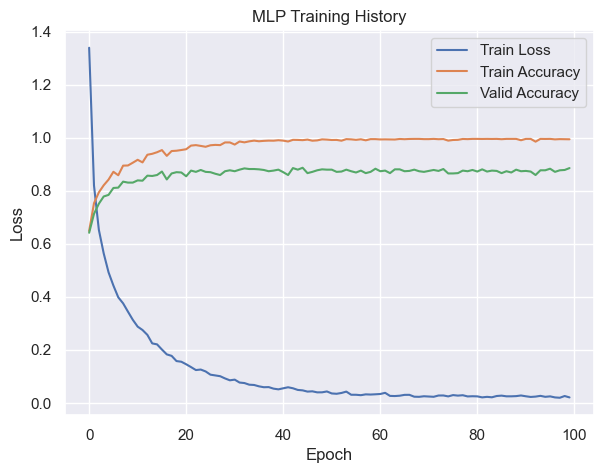 MLP Training History
Train Loss
Train Accuracy
Valid Accuracy
Loss
1.4
1.2
1.0
0.8
0.6
0.4
0.2
0.0
0
20
40
60
80
100
Epoch